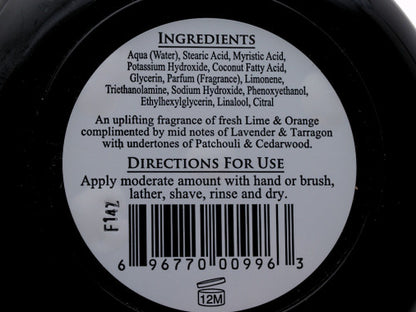 INGREDIENTS
Aqua (Water), Stearic Acid, Myristic Acid,
Potassium Hydroxide, Coconut Fatty Acid,
Glycerin, Parfum (Fragrance), Limonene,
Triethanolamine, Sodium Hydroxide, Phenoxyethanol,
Ethylhexylglycerin, Linalool, Citral
An uplifting fragrance of fresh Lime & Orange
complimented by mid notes of Lavender & Tarragon
with undertones of Patchouli & Cedarwood.
DIRECTIONS FOR USE
Apply moderate amount with hand or brush,
lather, shave, rinse and dry.
F14Z
6 96770 00996 3
12M